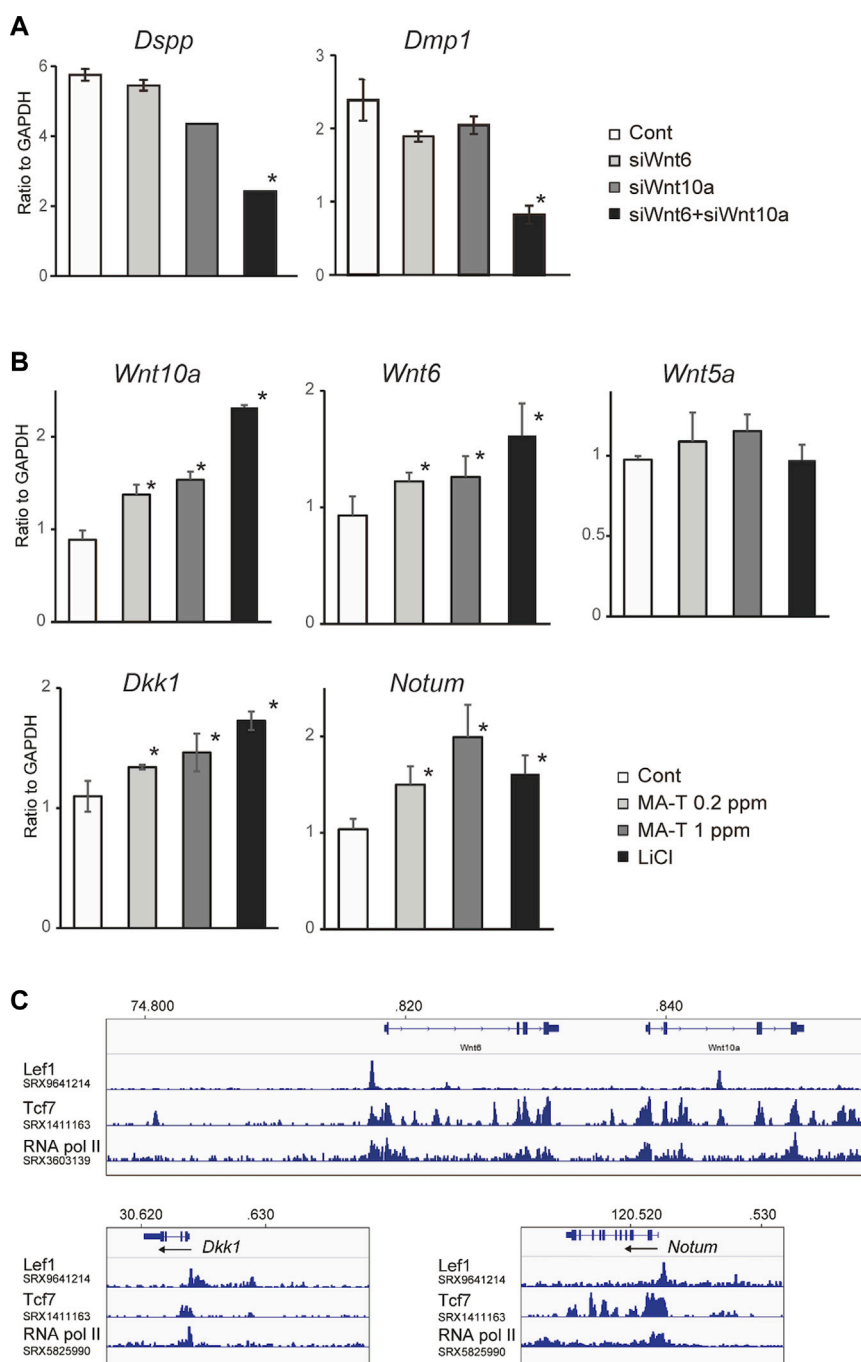 A
Dspp
Dmp1
Ratio to GAPDH
6
4
2
0
*
3
2
1
0
*
Cont
siWnt6
siWnt10a
siWnt6+siWnt10a
B
Wnt10a
Wnt6
Wnt5a
Ratio to GAPDH
2
1
0
* * *
2
1
0
* * *
1
0.5
0
Dkk1
Notum
Ratio to GAPDH
2
1
0
* * *
2
1
0
* * *
Cont
MA-T 0.2 ppm
MA-T 1 ppm
LiCl
C
74.800 .820 .840
Wnt6 Wnt10a
Lef1
SRX9641214
Tcf7
SRX1411163
RNA pol II
SRX3603139
30.620 .630
Dkk1
Lef1
SRX9641214
Tcf7
SRX1411163
RNA pol II
SRX5825990
120.520 .530
Notum
Lef1
SRX9641214
Tcf7
SRX1411163
RNA pol II
SRX5825990